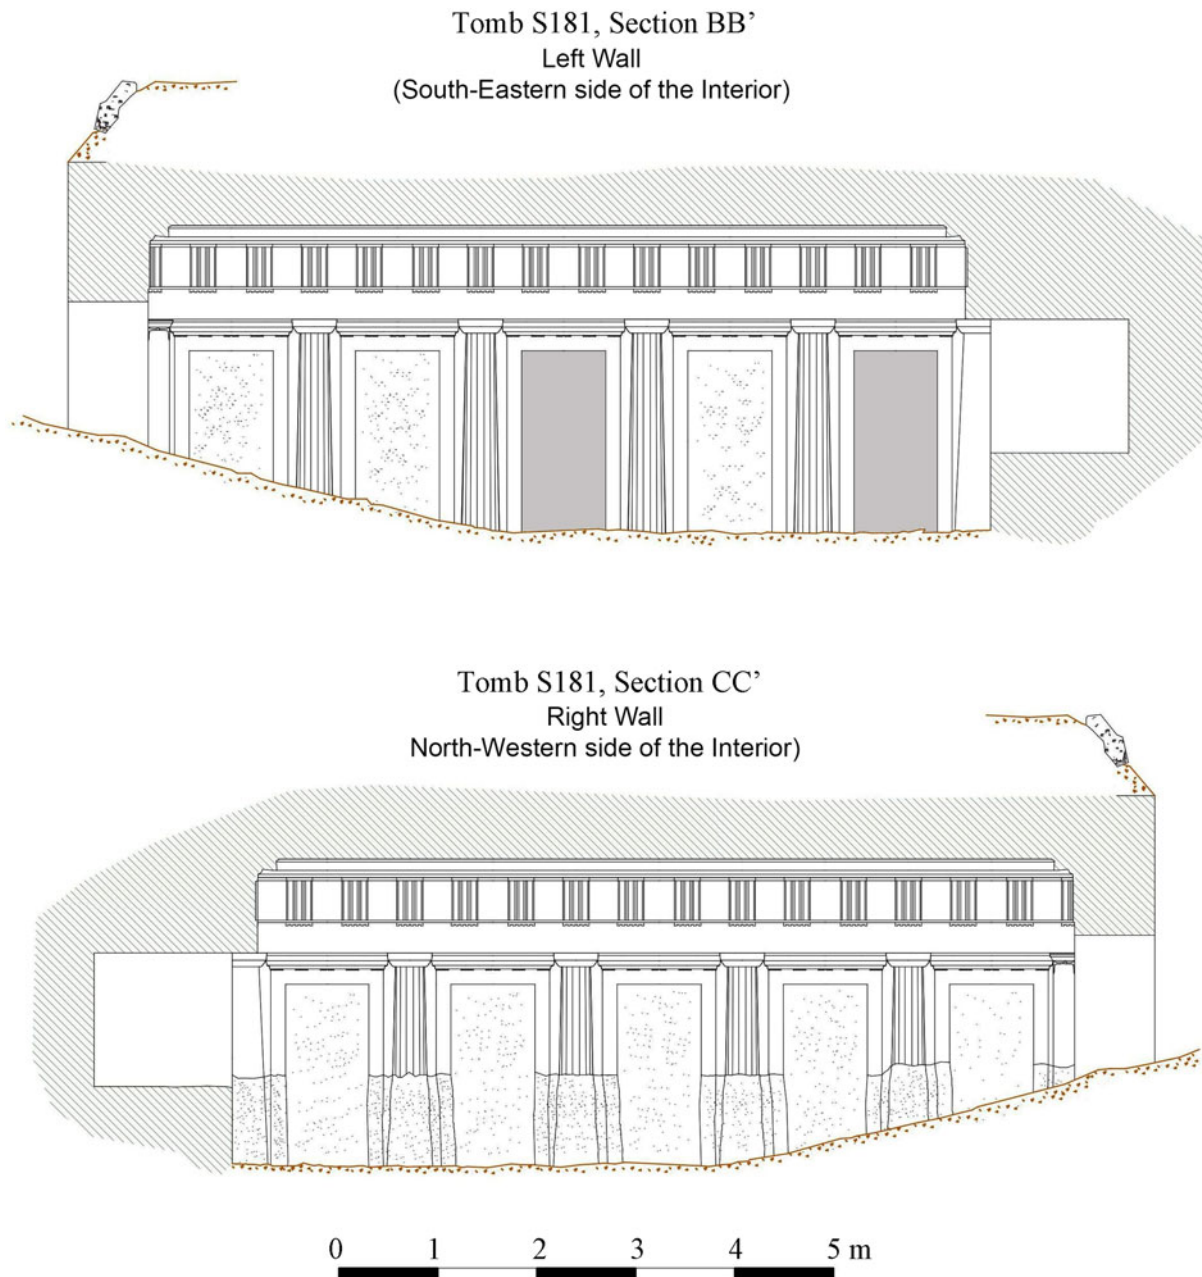 Tomb S181, Section BB’
Left Wall
(South-Eastern side of the Interior)
Tomb S181, Section CC’
Right Wall
North-Western side of the Interior)
0 1 2 3 4 5 m